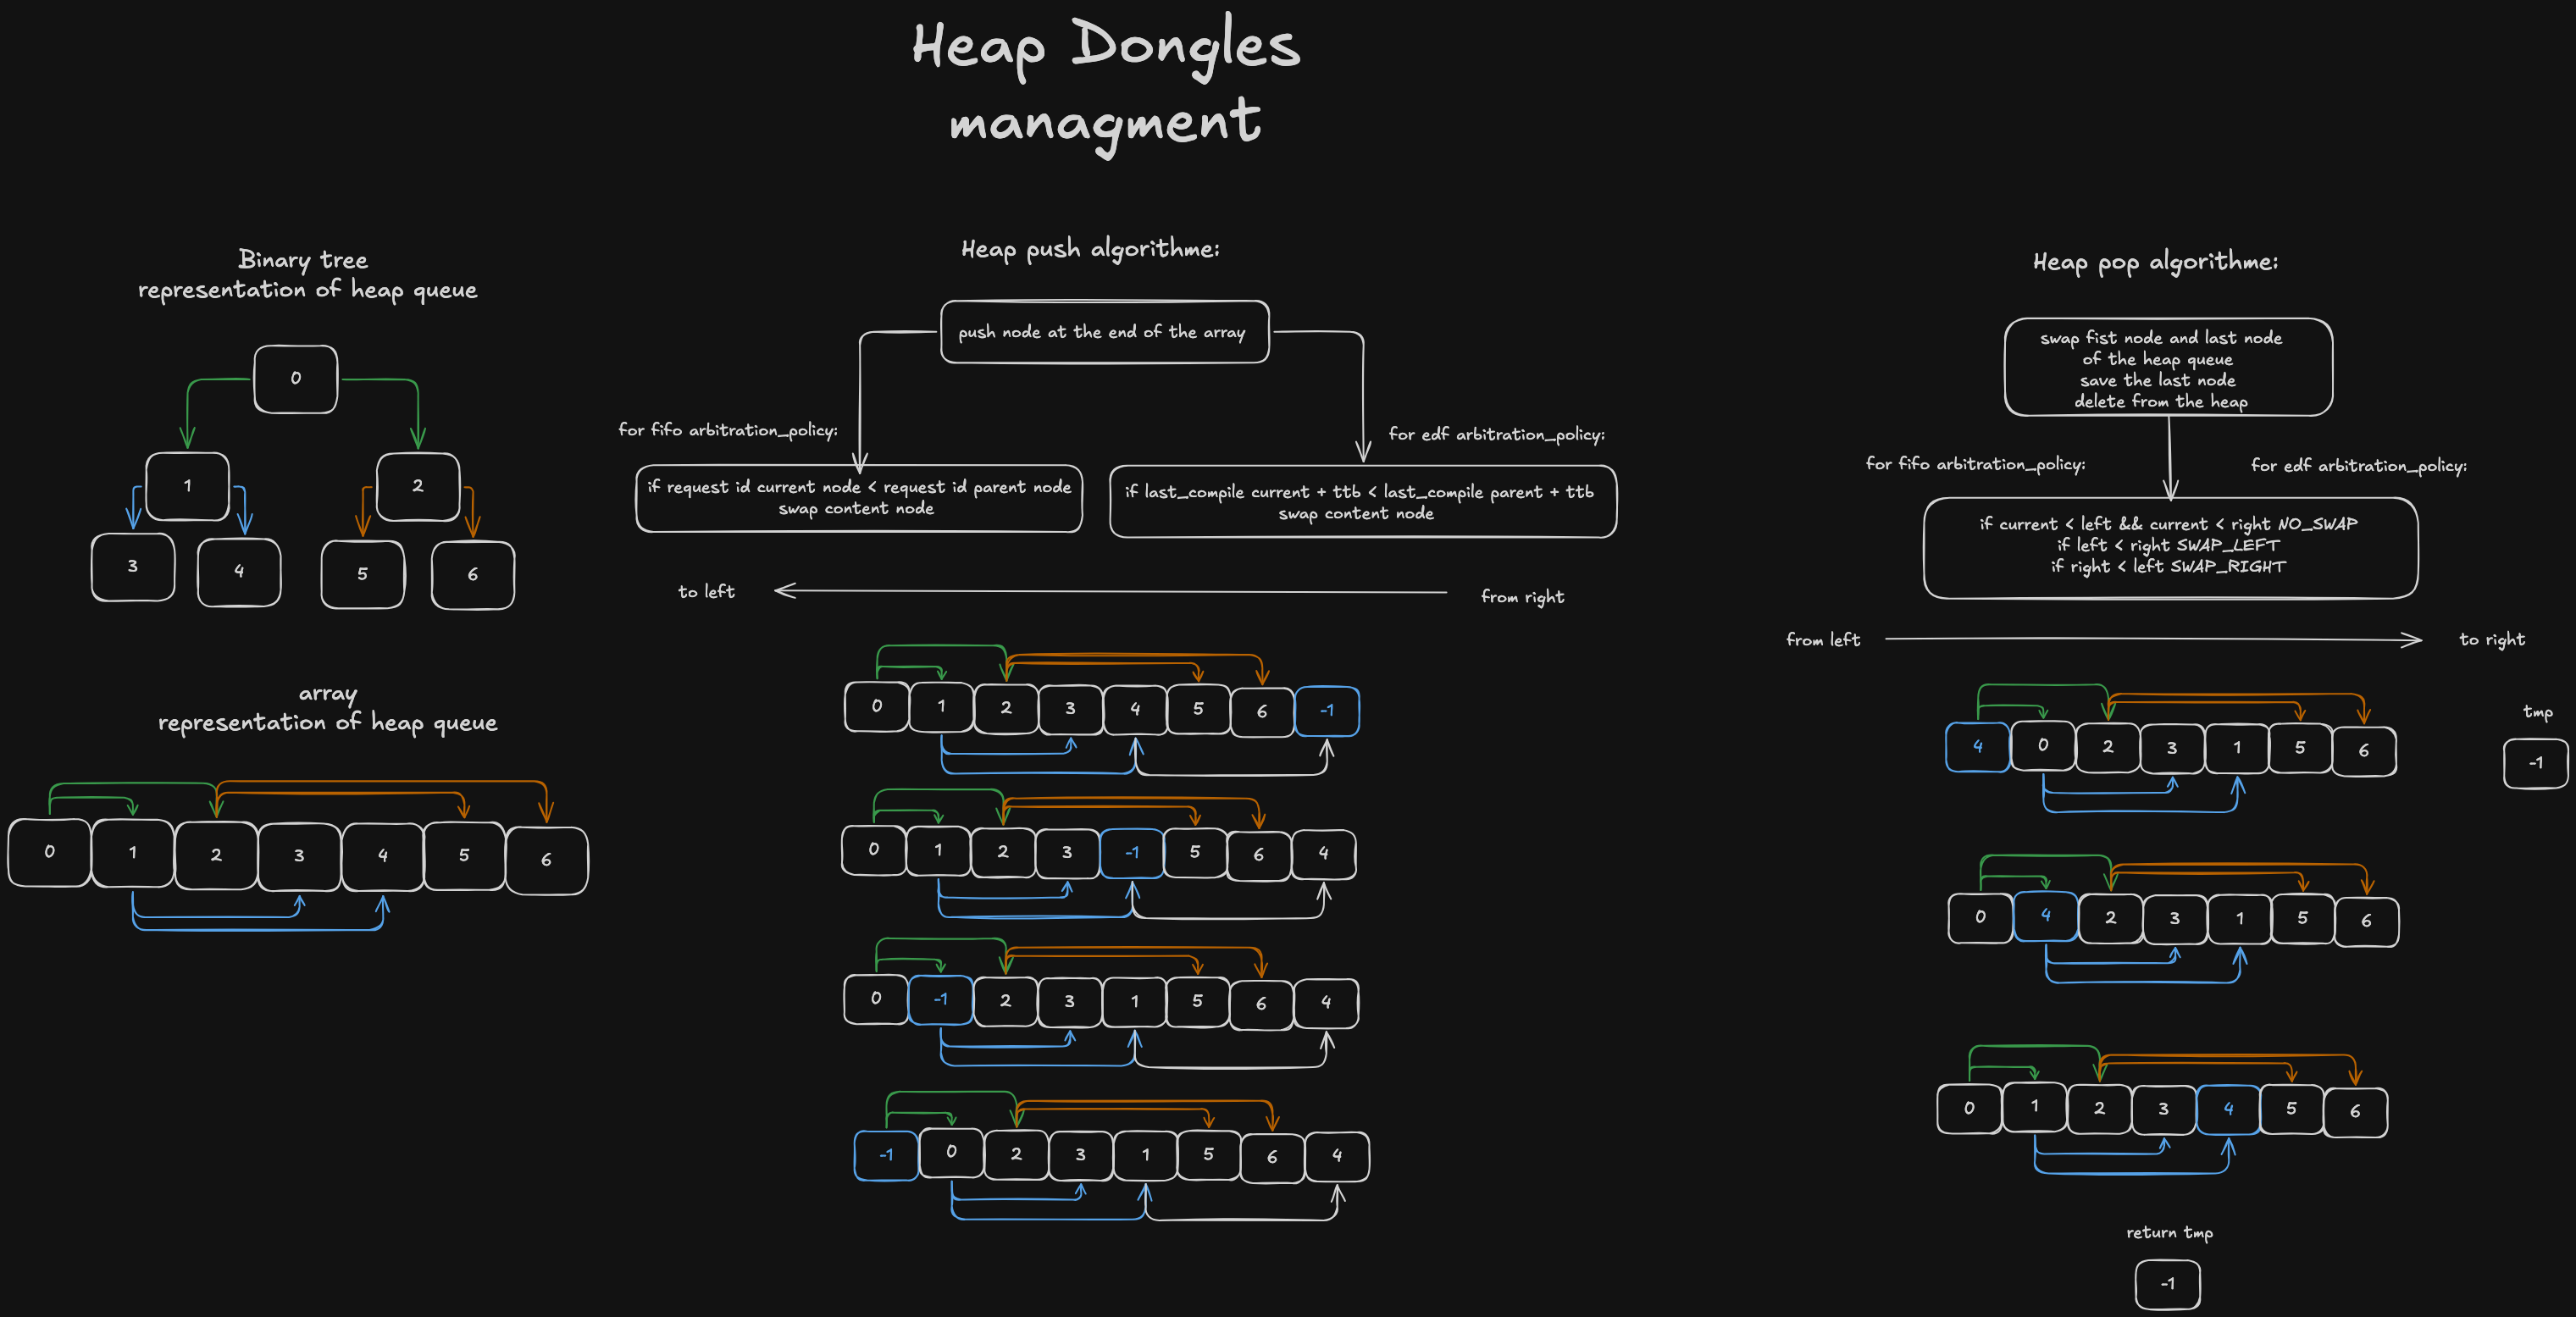 Heap Dongles
managment
Binary tree
representation of heap queue
0
1
2
3
4
5
6
array
representation of heap queue
0 1 2 3 4 5 6
Heap push algorithme:
push node at the end of the array
for fifo arbitration_policy:
if request id current node < request id parent node
swap content node
for edf arbitration_policy:
if last_compile current + ttb < last_compile parent + ttb
swap content node
to left
from right
0 1 2 3 4 5 6 -1
0 1 2 3 -1 5 6 4
0 -1 2 3 1 5 6 4
-1 0 2 3 1 5 6 4
Heap pop algorithme:
swap fist node and last node
of the heap queue
save the last node
delete from the heap
for fifo arbitration_policy:
for edf arbitration_policy:
if current < left && current < right NO_SWAP
if left < right SWAP_LEFT
if right < left SWAP_RIGHT
from left
to right
4 0 2 3 1 5 6
tmp
-1
0 4 2 3 1 5 6
0 1 2 3 4 5 6
return tmp
-1